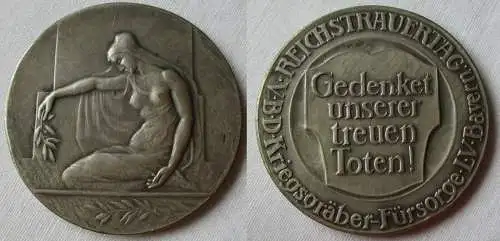 V·B·D·Kriegsgräber-Fürsorge·E.V·Bayern
REICHSTRAUERTAG
Gedenket
unserer
treuen
Toten!